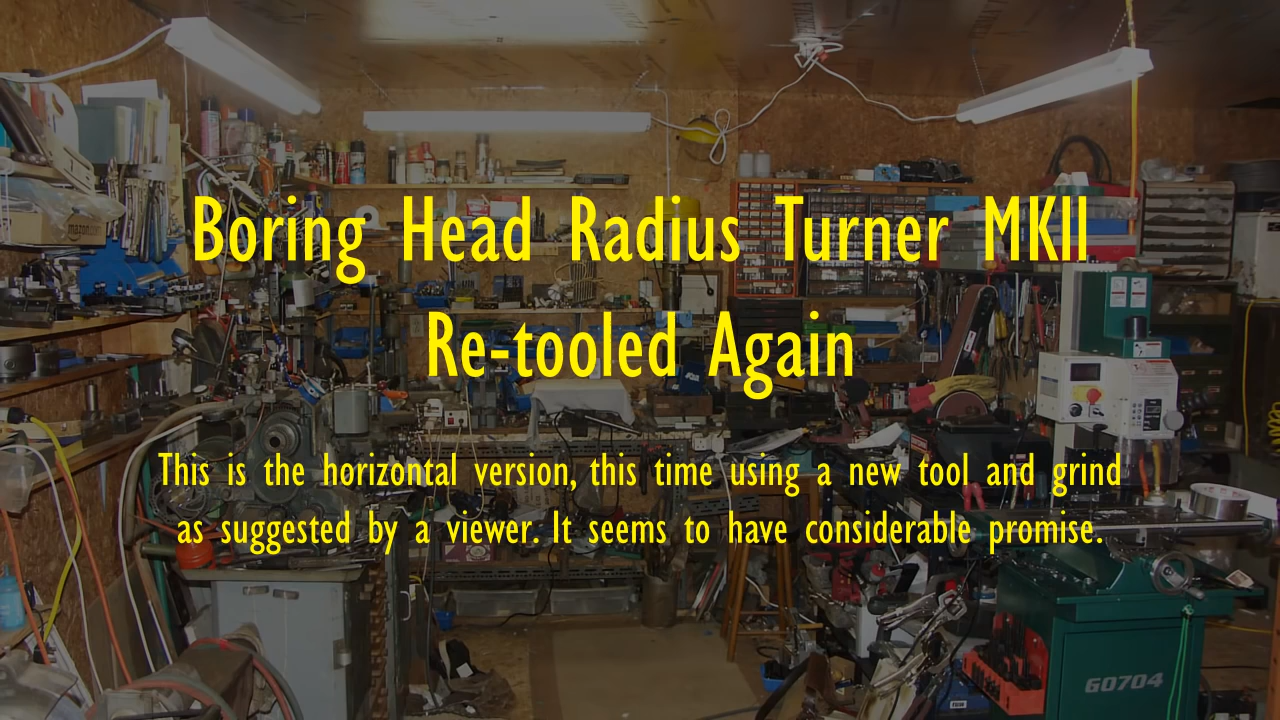 Boring Head Radius Turner MKII
Re-tooled Again
This is the horizontal version, this time using a new tool and grind
as suggested by a viewer. It seems to have considerable promise.
amazon
G0704